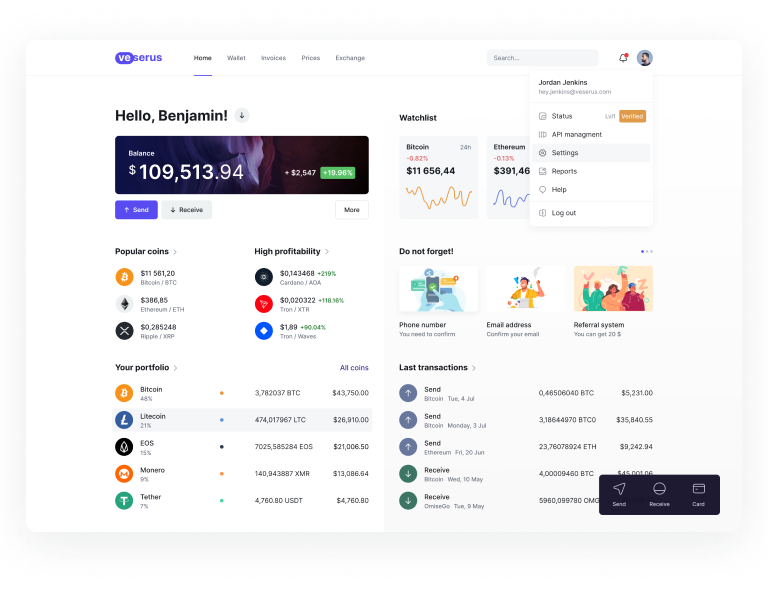 veserus
Home Wallet Invoices Prices Exchange
Search...
Jordan Jenkins
hey.jenkins@veserus.com
Status Lvl1 Verified
API managment
Settings
Reports
Help
Log out
Hello, Benjamin!
Balance
$ 109,513.94 + $2,547 +19.96%
Send Receive More
Watchlist
Bitcoin 24h
-0.82%
$11 656,44
Ethereum
-0.13%
$391,46
Popular coins
$11 561,20
Bitcoin / BTC
$386,85
Ethereum / ETH
$0,285248
Ripple / XRP
High profitability
$0,143468 +219%
Cardano / ADA
$0,020322 +118.16%
Tron / XTR
$1,89 +90.04%
Tron / Waves
Do not forget!
Phone number
You need to confirm
Email address
Confirm your email
Referral system
You can get 20 $
Your portfolio All coins
Bitcoin
48%
3,782037 BTC $43,750.00
Litecoin
21%
474,017967 LTC $26,910.00
EOS
15%
7025,585284 EOS $21,006.50
Monero
9%
140,943887 XMR $13,086.64
Tether
7%
4,760.80 USDT $4,760.80
Last transactions
Send
Bitcoin Tue, 4 Jul
0,46506040 BTC $5,231.00
Send
Bitcoin Monday, 3 Jul
3,18644970 BTC0 $35,840.55
Send
Ethereum Fri, 20 Jun
23,76078924 ETH $9,242.94
Receive
Bitcoin Wed, 10 May
4,00009460 BTC $45,001.06
Receive
OmiseGo Tue, 9 May
5960,099780 OMG
Send Receive Card